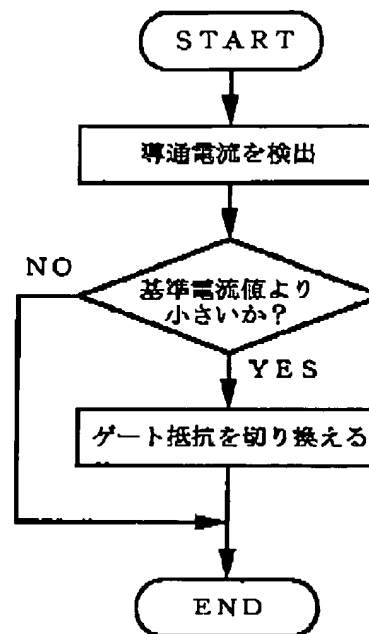 START
導通電流を検出
基準電流値より
小さいか?
NO
YES
ゲート抵抗を切り換える
END